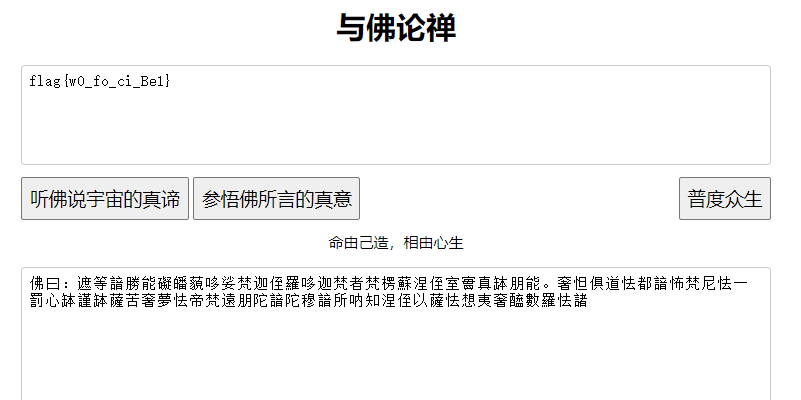 与佛论禅
flag{w0_fo_ci_Be1}
听佛说宇宙的真谛
参悟佛所言的真意
普度众生
命由己造，相由心生
佛曰：遮等諳勝能礙皤藐哆娑梵迦侄羅哆迦梵者梵楞蘇涅侄室實真缽朋能。奢怛俱道怯都諳怖梵尼怯一
罰心缽謹缽薩苦奢夢怯帝梵遠朋陀諳陀穆諳所呐知涅侄以薩怯想夷奢醯數羅怯諸